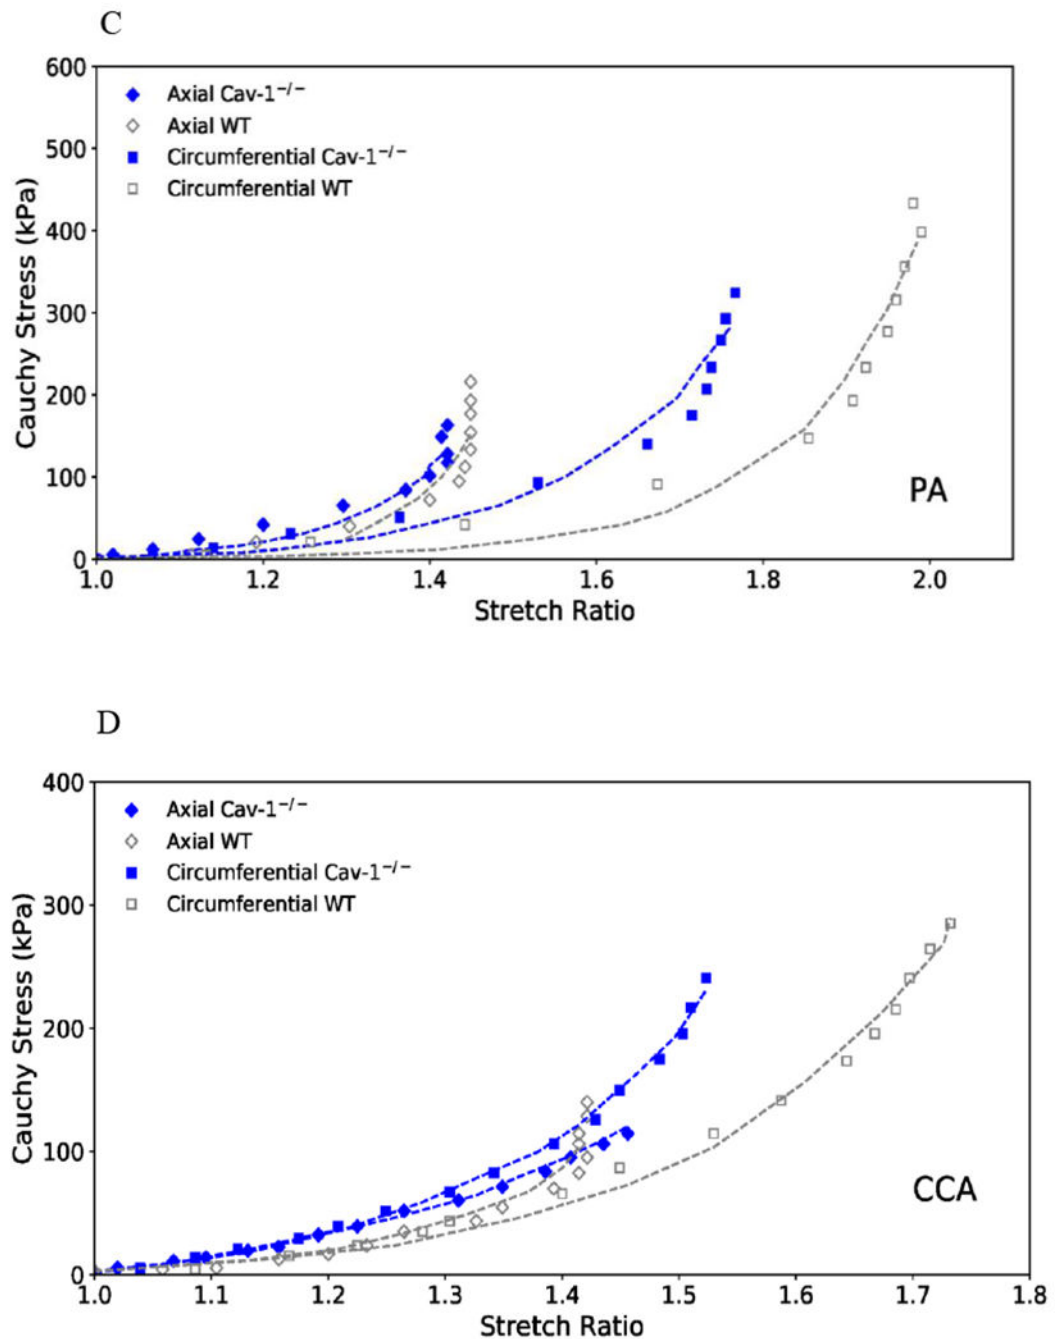 C
600
500
400
300
200
100
0
Cauchy Stress (kPa)
Axial Cav-1⁻/⁻
Axial WT
Circumferential Cav-1⁻/⁻
Circumferential WT
PA
1.0 1.2 1.4 1.6 1.8 2.0
Stretch Ratio
D
400
300
200
100
0
Cauchy Stress (kPa)
Axial Cav-1⁻/⁻
Axial WT
Circumferential Cav-1⁻/⁻
Circumferential WT
CCA
1.0 1.1 1.2 1.3 1.4 1.5 1.6 1.7 1.8
Stretch Ratio